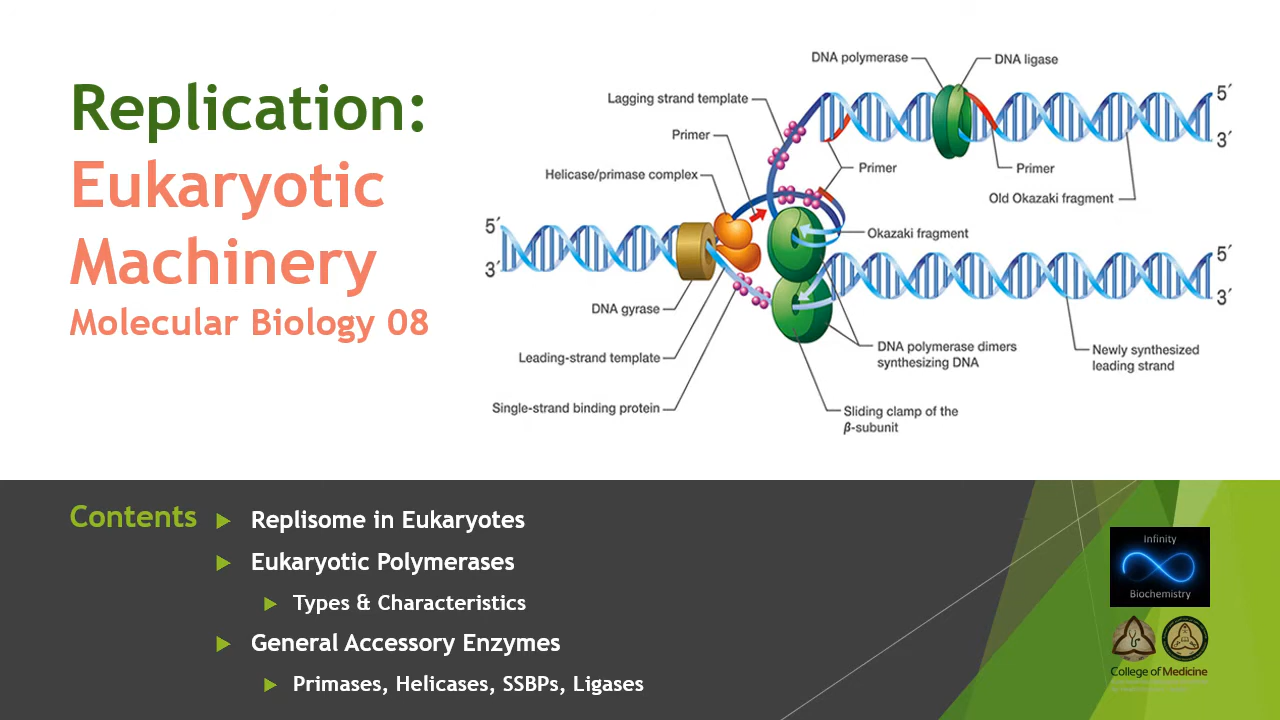 Replication:
Eukaryotic
Machinery
Molecular Biology 08
DNA polymerase
DNA ligase
Lagging strand template
5′
3′
Primer
Primer
Primer
Helicase/primase complex
Old Okazaki fragment
5′
3′
Okazaki fragment
5′
3′
DNA gyrase
Leading-strand template
DNA polymerase dimers
synthesizing DNA
Newly synthesized
leading strand
Single-strand binding protein
Sliding clamp of the
β-subunit
Contents
Replisome in Eukaryotes
Eukaryotic Polymerases
Types & Characteristics
General Accessory Enzymes
Primases, Helicases, SSBPs, Ligases
Infinity
Biochemistry
College of Medicine